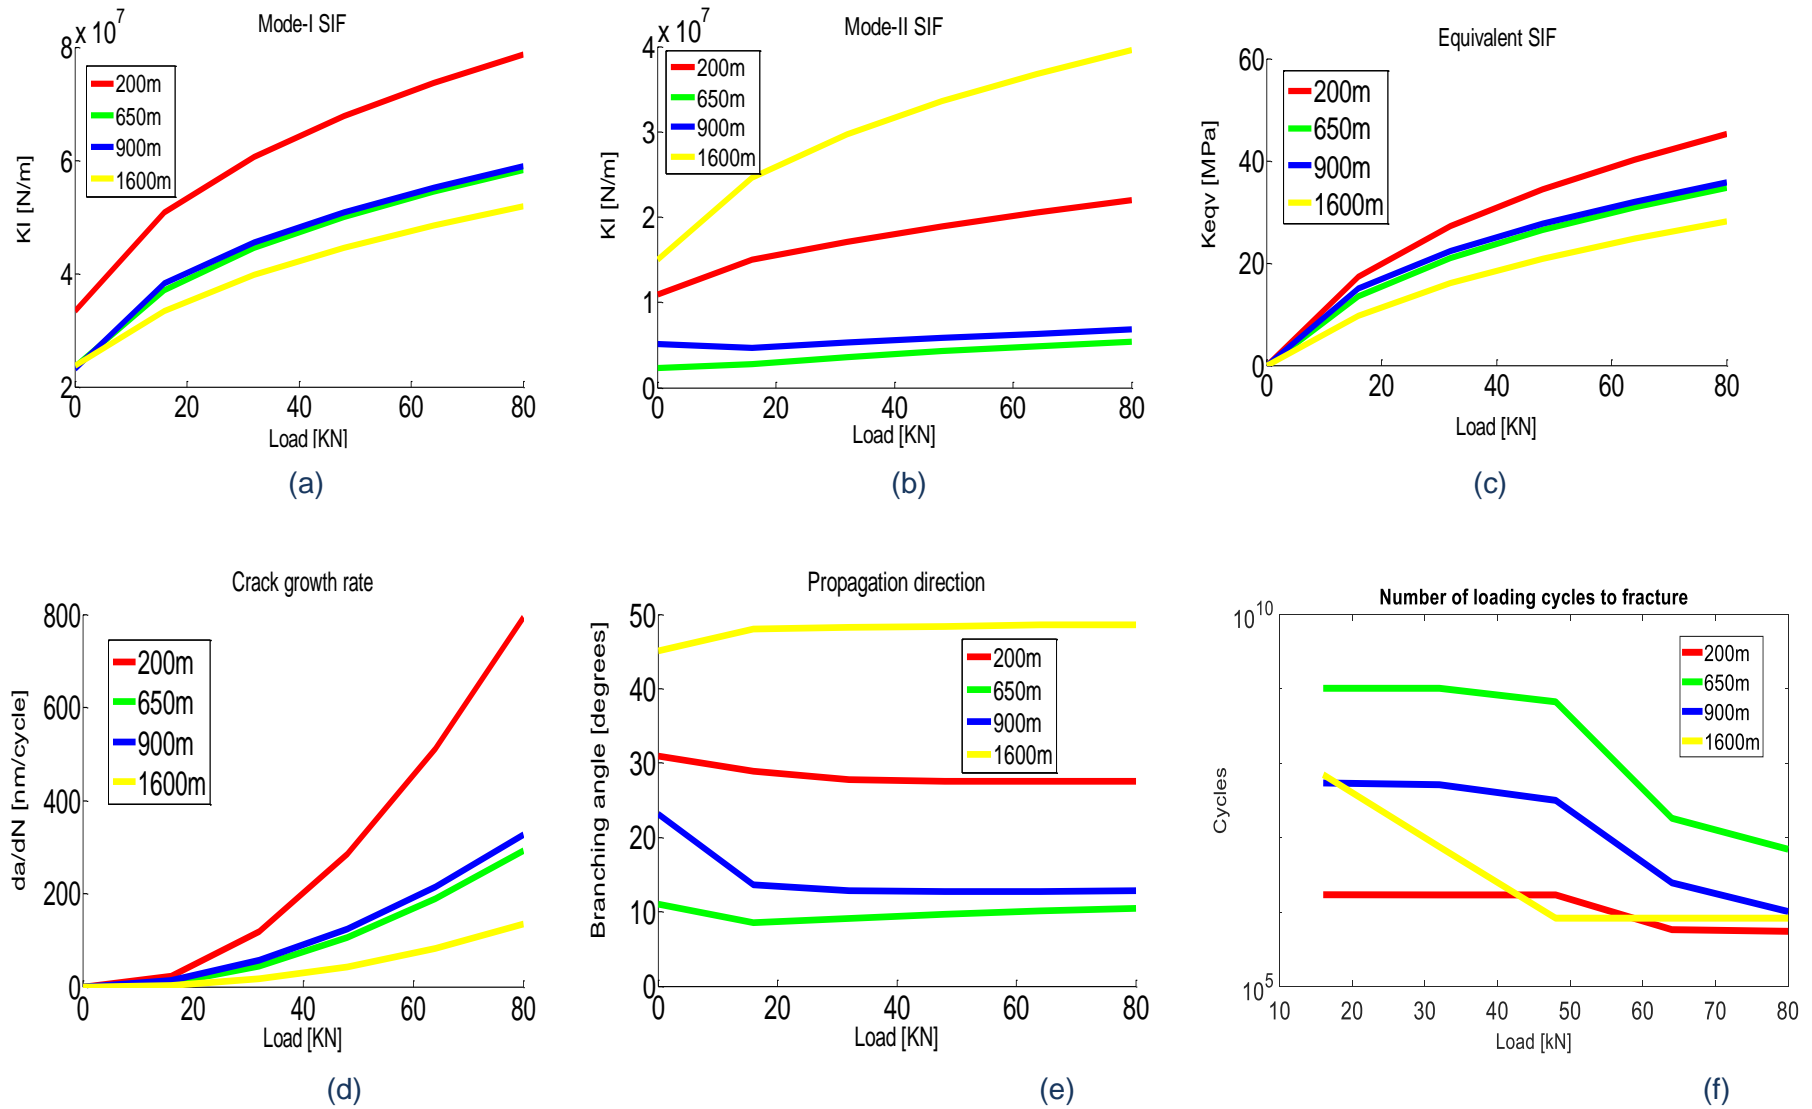 Mode-I SIF
x 10^7
8
6
4
2
0 20 40 60 80
KI [N/m]
Load [KN]
200m
650m
900m
1600m
(a)
Mode-II SIF
x 10^7
4
3
2
1
0
0 20 40 60 80
KI [N/m]
Load [KN]
200m
650m
900m
1600m
(b)
Equivalent SIF
60
40
20
0
0 20 40 60 80
Keqv [MPa]
Load [KN]
200m
650m
900m
1600m
(c)
Crack growth rate
800
600
400
200
0
0 20 40 60 80
da/dN [nm/cycle]
Load [KN]
200m
650m
900m
1600m
(d)
Propagation direction
50
40
30
20
10
0
0 20 40 60 80
Branching angle [degrees]
Load [KN]
200m
650m
900m
1600m
(e)
Number of loading cycles to fracture
10^10
10^5
10 20 30 40 50 60 70 80
Cycles
Load [kN]
200m
650m
900m
1600m
(f)